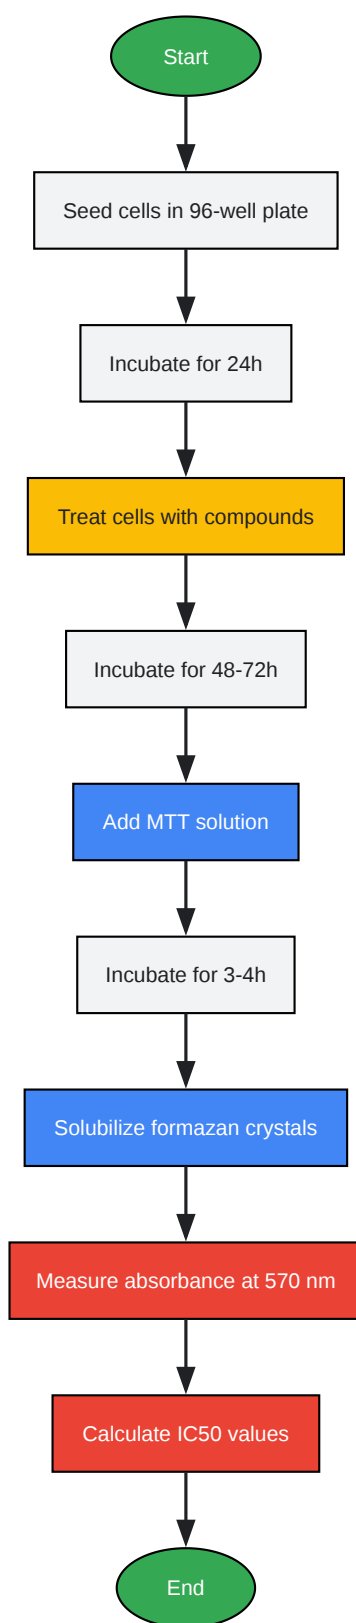 Start
Seed cells in 96-well plate
Incubate for 24h
Treat cells with compounds
Incubate for 48-72h
Add MTT solution
Incubate for 3-4h
Solubilize formazan crystals
Measure absorbance at 570 nm
Calculate IC50 values
End